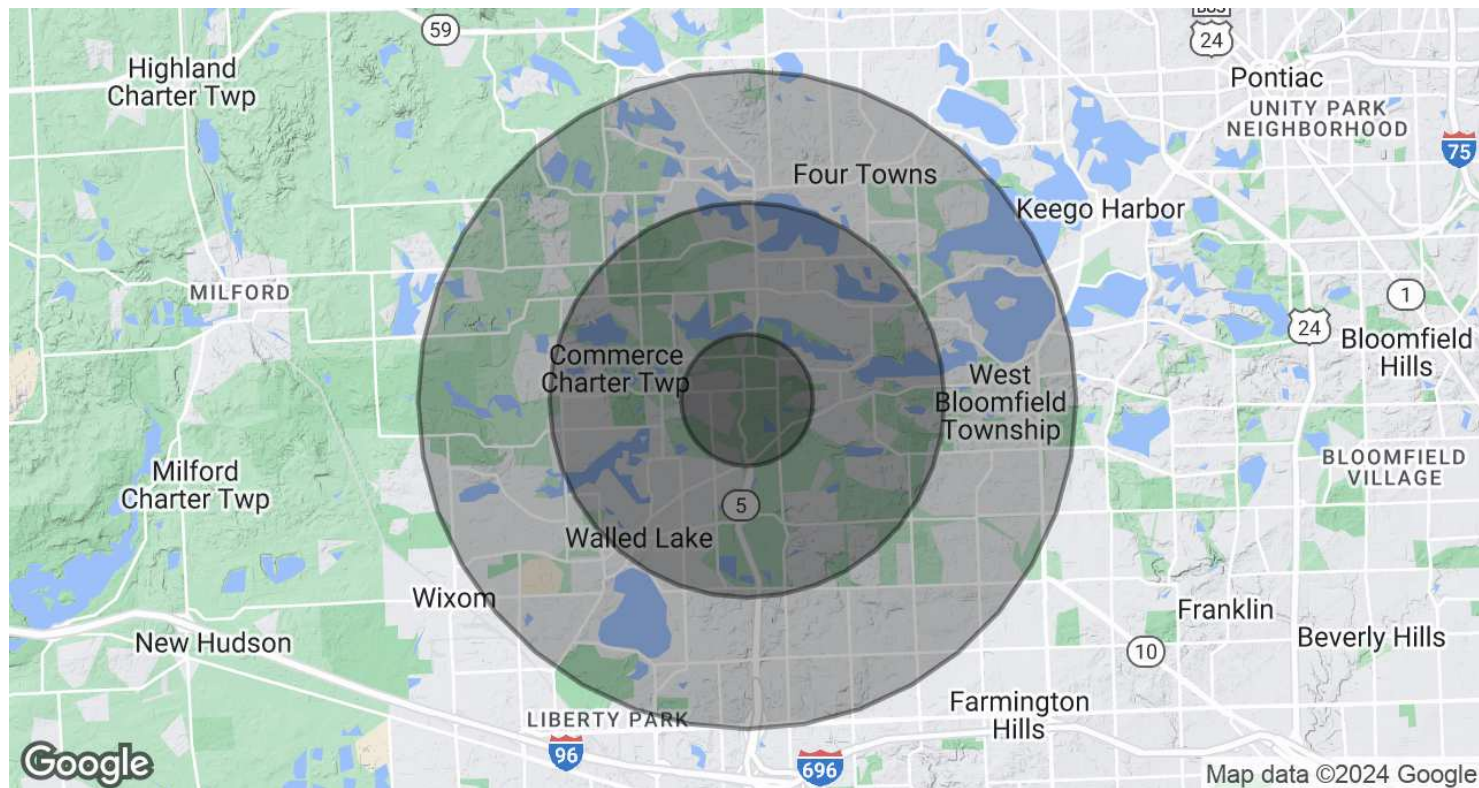 59
BUS
24
Highland
Charter Twp
Pontiac
UNITY PARK
NEIGHBORHOOD
75
Four Towns
Keego Harbor
MILFORD
1
24
Bloomfield
Hills
Commerce
Charter Twp
West
Bloomfield
Township
Milford
Charter Twp
BLOOMFIELD
VILLAGE
5
Walled Lake
Wixom
Franklin
New Hudson
Beverly Hills
10
Farmington
Hills
LIBERTY PARK
96
696
Google
Map data ©2024 Google